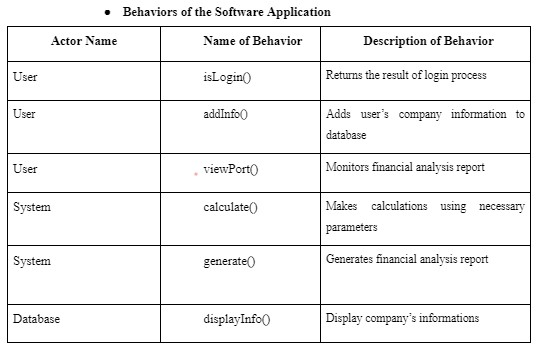 • Behaviors of the Software Application
Actor Name Name of Behavior Description of Behavior
User isLogin() Returns the result of login process
User addInfo() Adds user's company information to
database
User viewPort() Monitors financial analysis report
System calculate() Makes calculations using necessary
parameters
System generate() Generates financial analysis report
Database displayInfo() Display company's informations